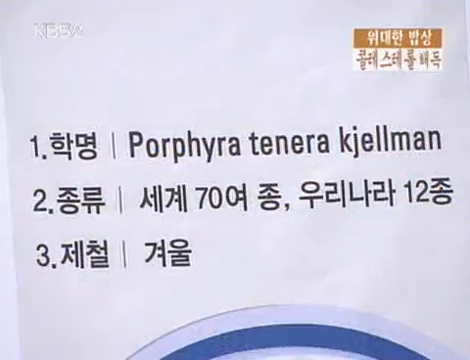 KBS2
위대한 밥상
콜레스테롤 해독
1.학명 | Porphyra tenera kjellman
2.종류 | 세계 70여 종, 우리나라 12종
3.제철 | 겨울